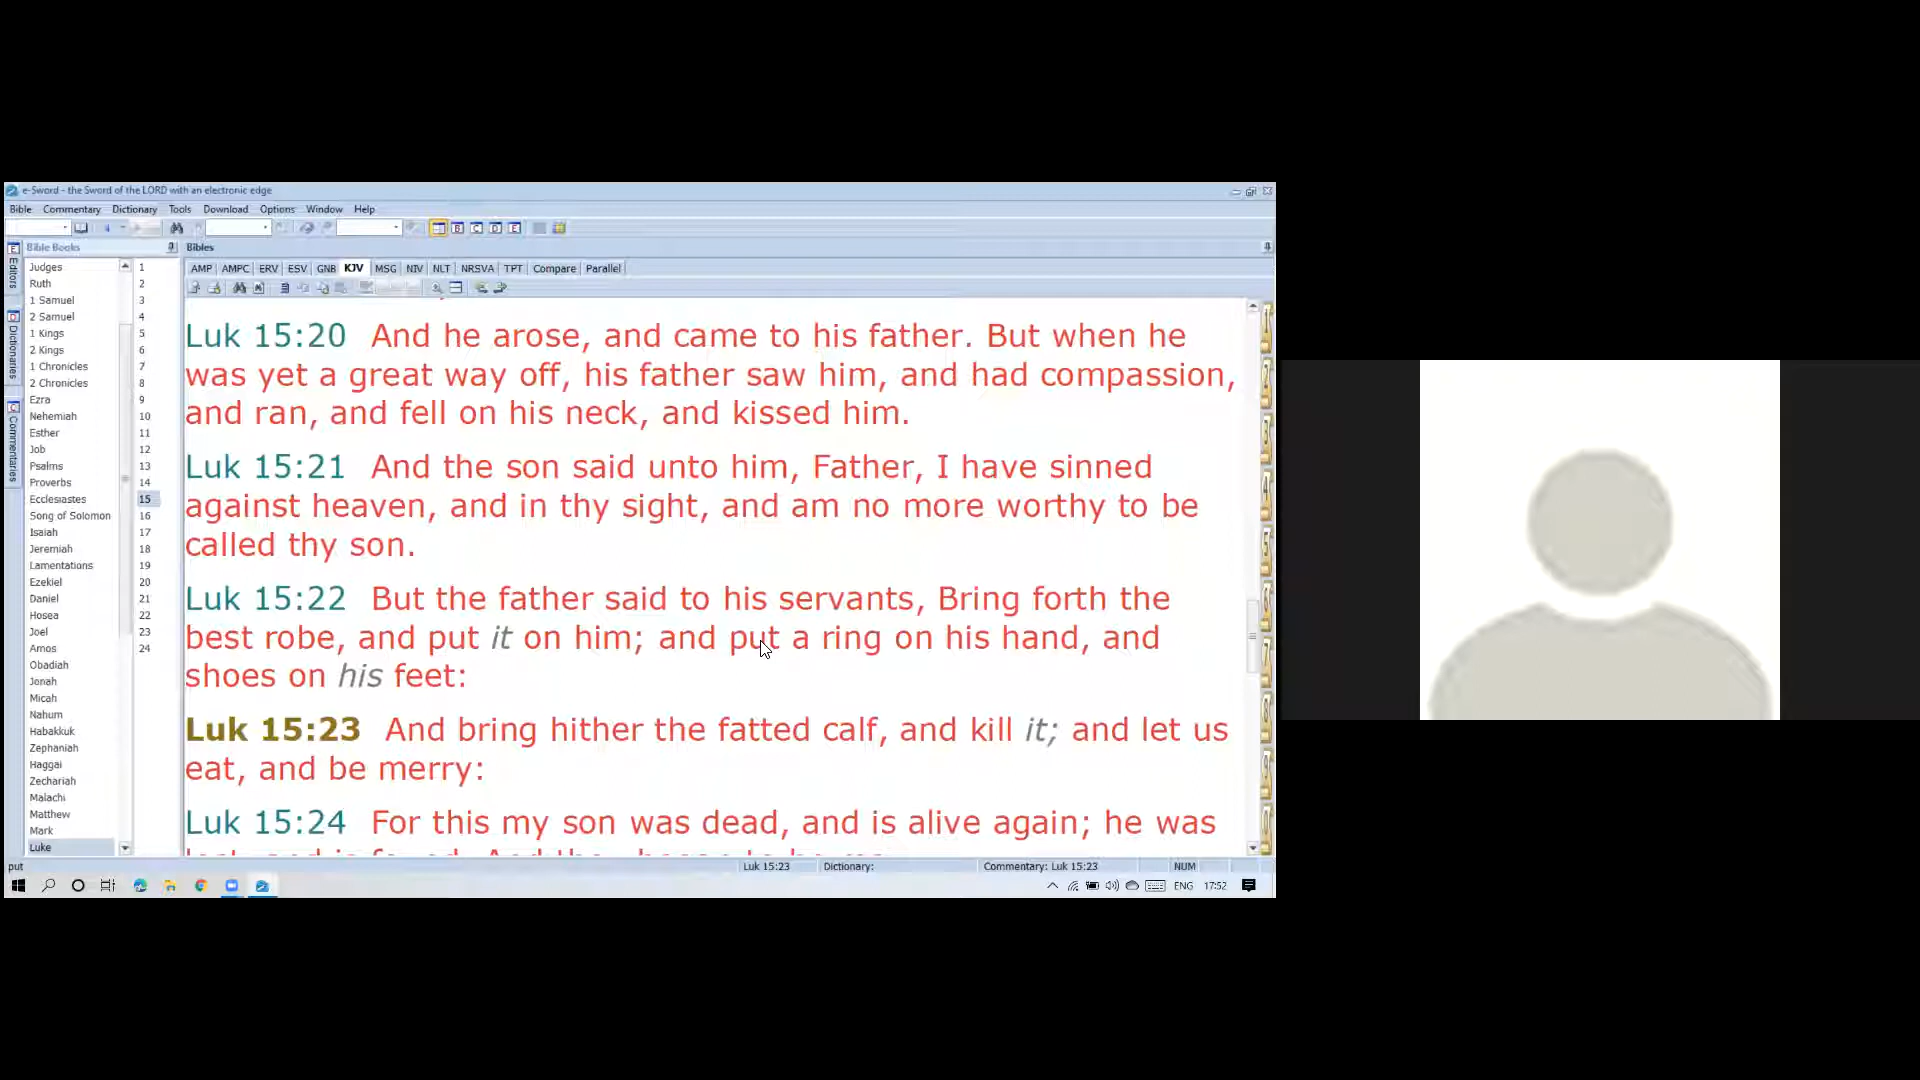 e-Sword - the Sword of the LORD with an electronic edge
Bible Commentary Dictionary Tools Download Options Window Help
Bible Books
Bibles
Editors
Dictionaries
Commentaries
AMP AMPC ERV ESV GNB KJV MSG NIV NLT NRSVA TPT Compare Parallel
Judges
Ruth
1 Samuel
2 Samuel
1 Kings
2 Kings
1 Chronicles
2 Chronicles
Ezra
Nehemiah
Esther
Job
Psalms
Proverbs
Ecclesiastes
Song of Solomon
Isaiah
Jeremiah
Lamentations
Ezekiel
Daniel
Hosea
Joel
Amos
Obadiah
Jonah
Micah
Nahum
Habakkuk
Zephaniah
Haggai
Zechariah
Malachi
Matthew
Mark
Luke
1
2
3
4
5
6
7
8
9
10
11
12
13
14
15
16
17
18
19
20
21
22
23
24
Luk 15:20 And he arose, and came to his father. But when he
was yet a great way off, his father saw him, and had compassion,
and ran, and fell on his neck, and kissed him.
Luk 15:21 And the son said unto him, Father, I have sinned
against heaven, and in thy sight, and am no more worthy to be
called thy son.
Luk 15:22 But the father said to his servants, Bring forth the
best robe, and put it on him; and put a ring on his hand, and
shoes on his feet:
Luk 15:23 And bring hither the fatted calf, and kill it; and let us
eat, and be merry:
Luk 15:24 For this my son was dead, and is alive again; he was
put
Luk 15:23
Dictionary:
Commentary: Luk 15:23
NUM
ENG
17:52